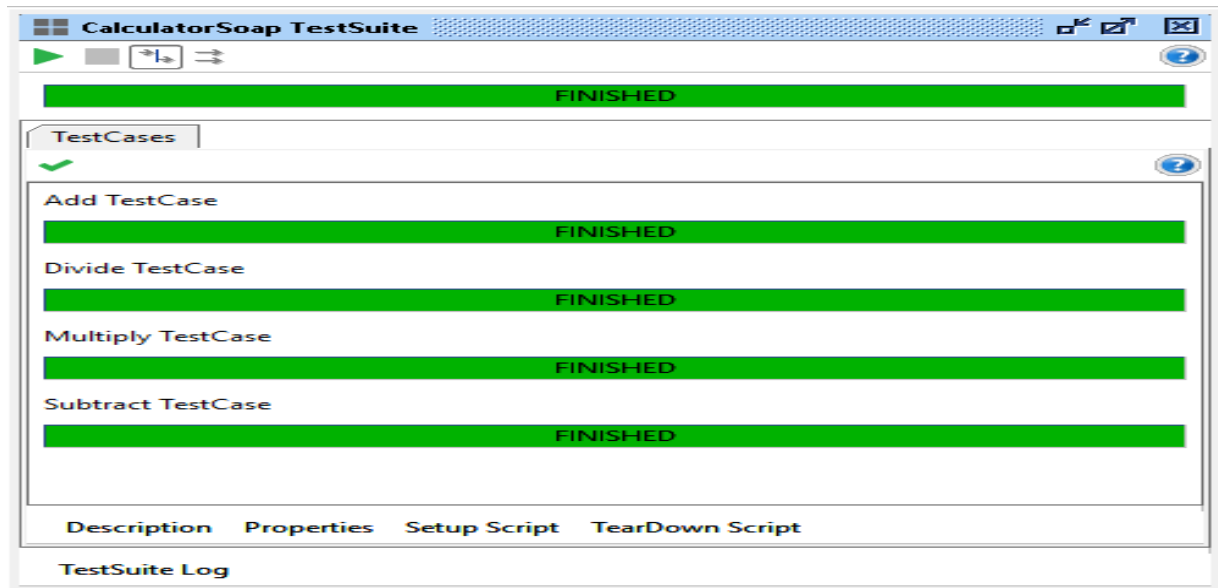 CalculatorSoap TestSuite
FINISHED
TestCases
Add TestCase
FINISHED
Divide TestCase
FINISHED
Multiply TestCase
FINISHED
Subtract TestCase
FINISHED
Description Properties Setup Script TearDown Script
TestSuite Log